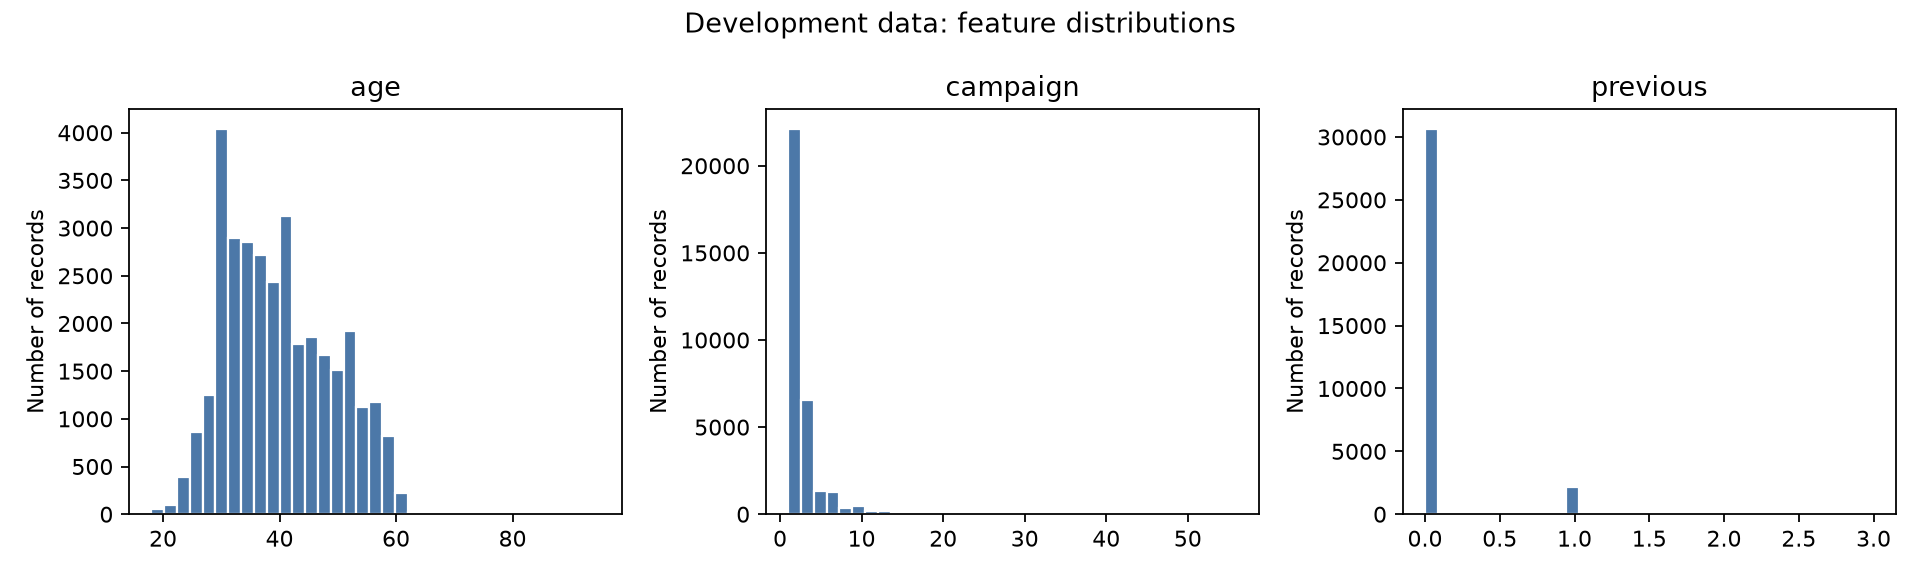 Development data: feature distributions
age
Number of records
4000
3500
3000
2500
2000
1500
1000
500
0
20 40 60 80
campaign
Number of records
20000
15000
10000
5000
0
0 10 20 30 40 50
previous
Number of records
30000
25000
20000
15000
10000
5000
0
0.0 0.5 1.0 1.5 2.0 2.5 3.0